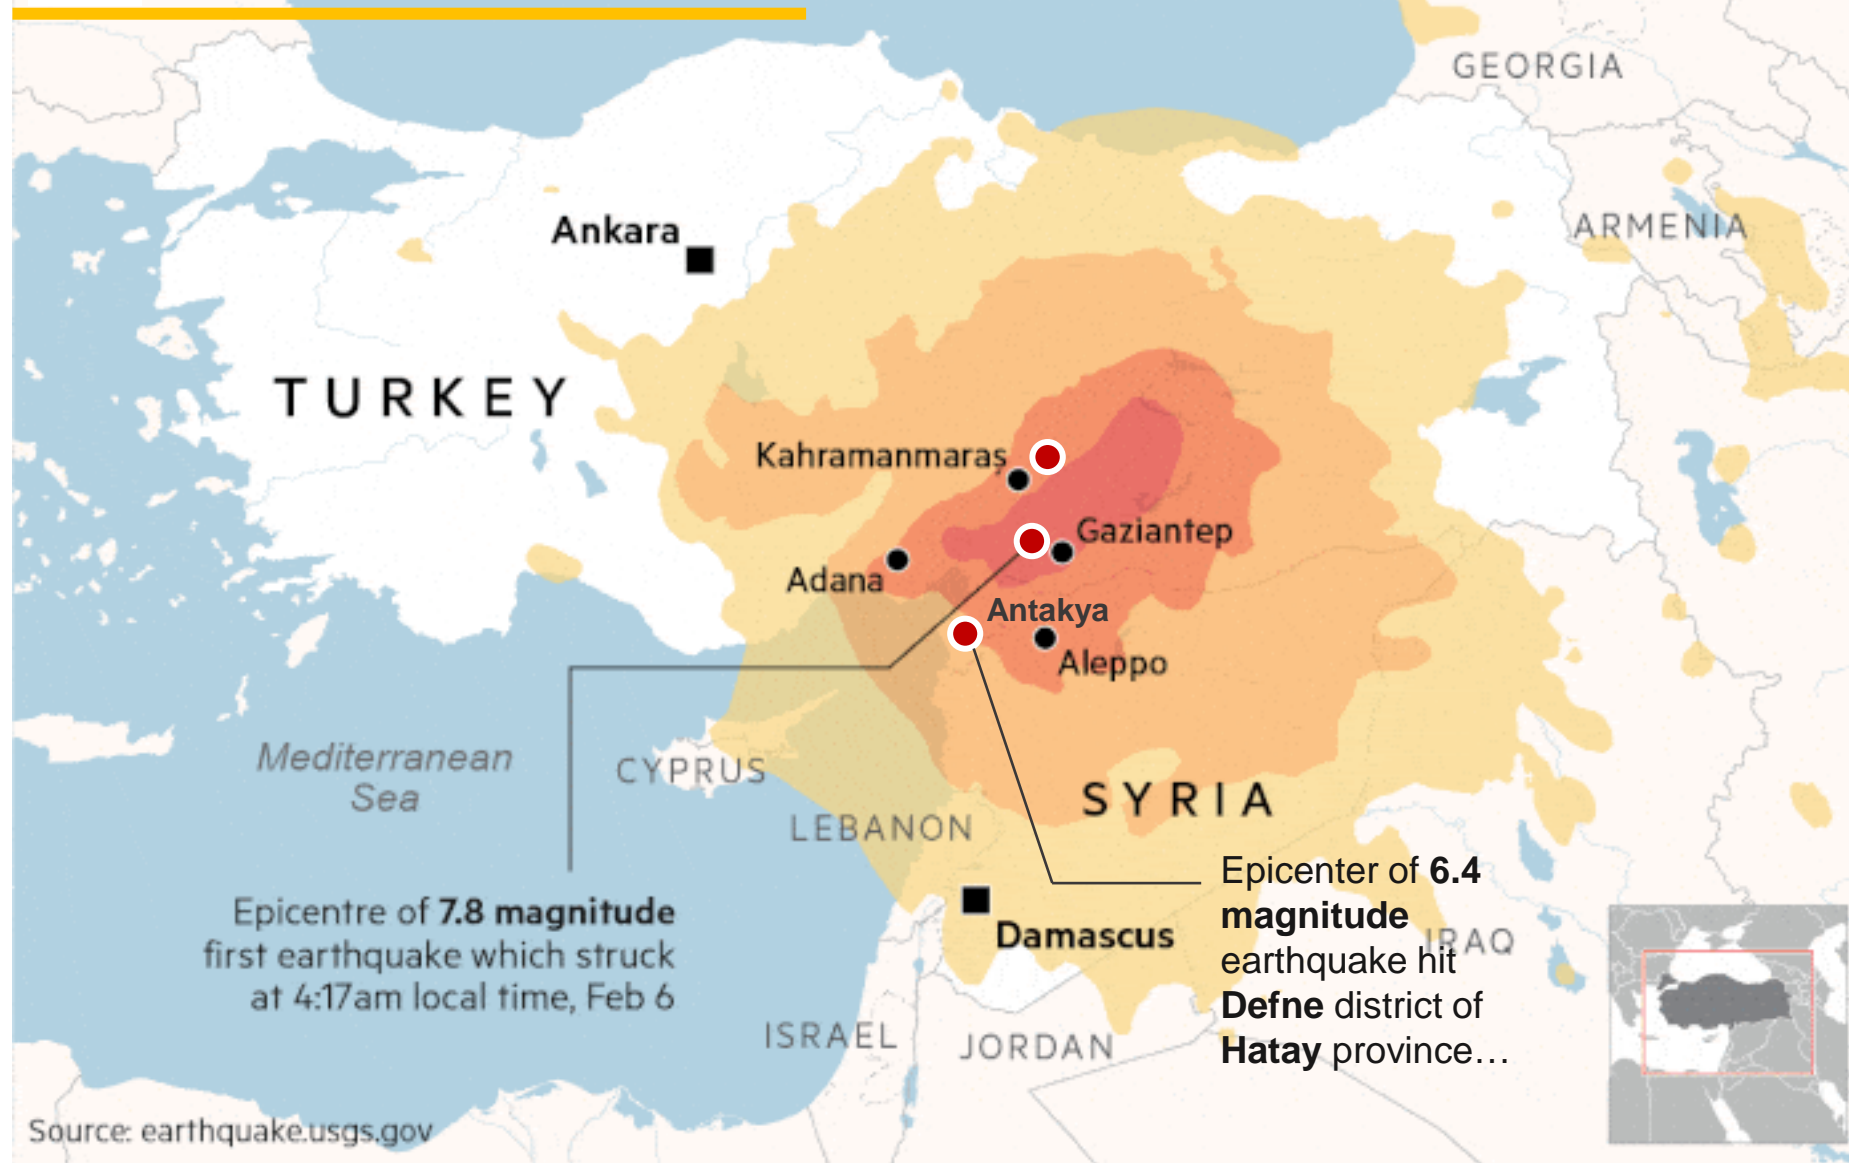 GEORGIA
ARMENIA
Ankara
TURKEY
Kahramanmaraş
Gaziantep
Adana
Antakya
Aleppo
Mediterranean
Sea
CYPRUS
SYRIA
LEBANON
Epicentre of 7.8 magnitude
first earthquake which struck
at 4:17am local time, Feb 6
Damascus
Epicenter of 6.4
magnitude
earthquake hit
Defne district of
Hatay province…
IRAQ
ISRAEL
JORDAN
Source: earthquake.usgs.gov